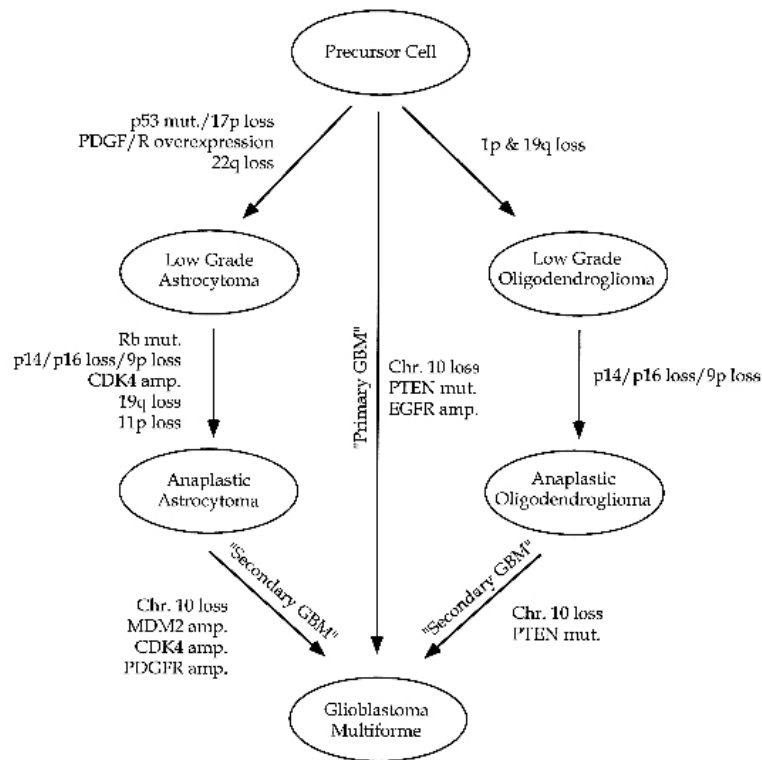 Precursor Cell
p53 mut./17p loss
PDGF/R overexpression
22q loss
1p & 19q loss
Low Grade
Astrocytoma
Low Grade
Oligodendroglioma
Rb mut.
p14/p16 loss/9p loss
CDK4 amp.
19q loss
11p loss
"Primary GBM"
Chr. 10 loss
PTEN mut.
EGFR amp.
p14/p16 loss/9p loss
Anaplastic
Astrocytoma
Anaplastic
Oligodendroglioma
"Secondary GBM"
Chr. 10 loss
MDM2 amp.
CDK4 amp.
PDGFR amp.
"Secondary GBM"
Chr. 10 loss
PTEN mut.
Glioblastoma
Multiforme